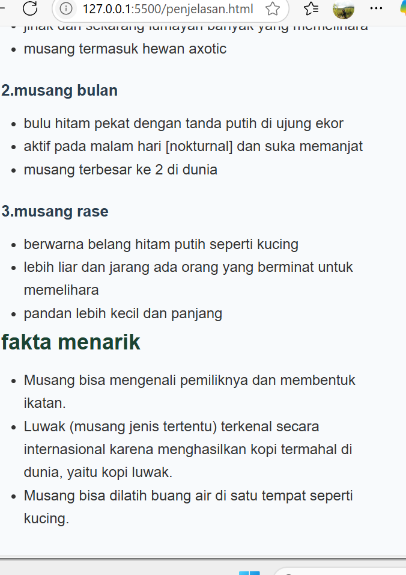 127.0.0.1:5500/penjelasan.html
jinak dan sekarang lumayan banyak yang memelihara
musang termasuk hewan axotic
2.musang bulan
bulu hitam pekat dengan tanda putih di ujung ekor
aktif pada malam hari [nokturnal] dan suka memanjat
musang terbesar ke 2 di dunia
3.musang rase
berwarna belang hitam putih seperti kucing
lebih liar dan jarang ada orang yang berminat untuk
memelihara
pandan lebih kecil dan panjang
fakta menarik
Musang bisa mengenali pemiliknya dan membentuk
ikatan.
Luwak (musang jenis tertentu) terkenal secara
internasional karena menghasilkan kopi termahal di
dunia, yaitu kopi luwak.
Musang bisa dilatih buang air di satu tempat seperti
kucing.